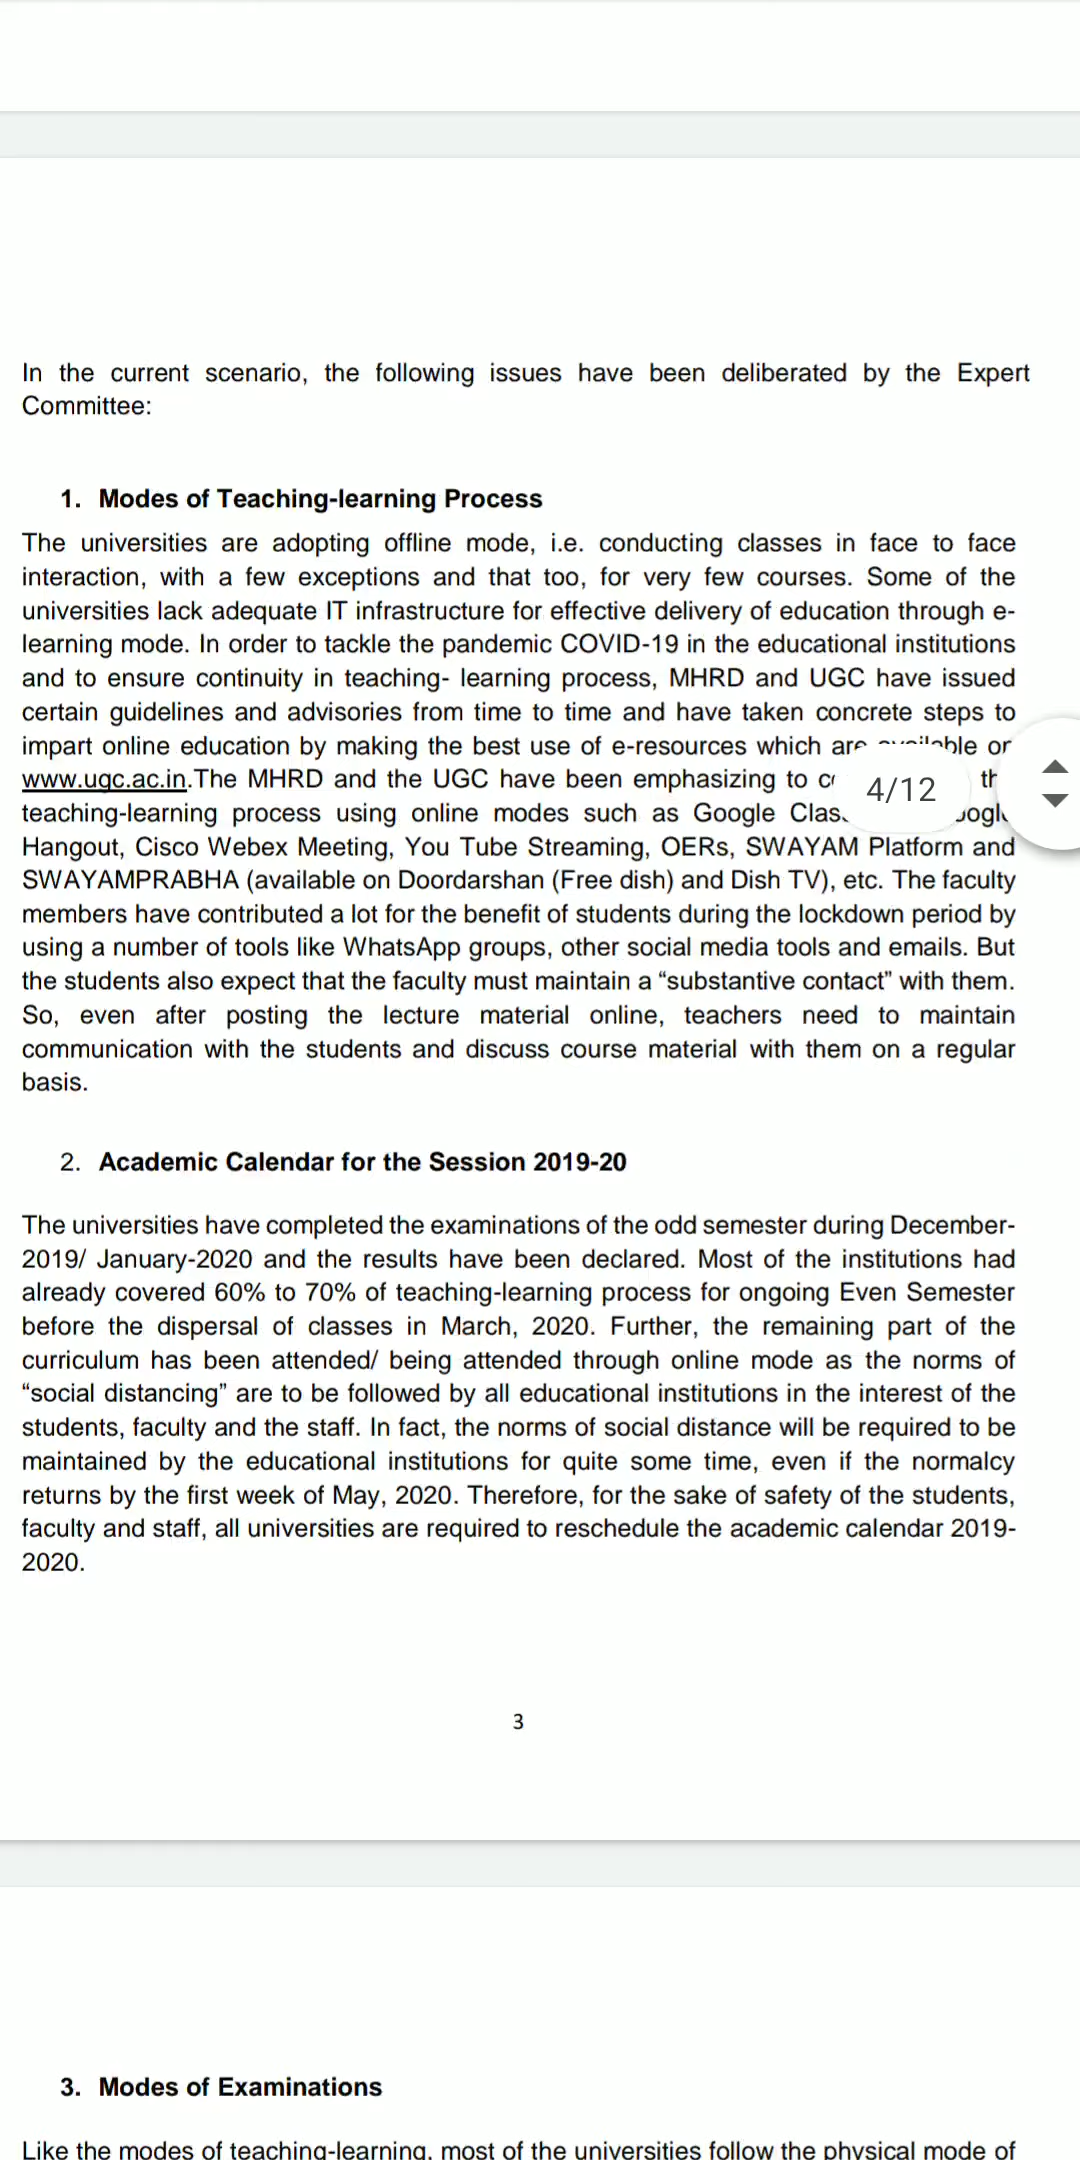 In the current scenario, the following issues have been deliberated by the Expert
Committee:
1. Modes of Teaching-learning Process
The universities are adopting offline mode, i.e. conducting classes in face to face
interaction, with a few exceptions and that too, for very few courses. Some of the
universities lack adequate IT infrastructure for effective delivery of education through e-
learning mode. In order to tackle the pandemic COVID-19 in the educational institutions
and to ensure continuity in teaching- learning process, MHRD and UGC have issued
certain guidelines and advisories from time to time and have taken concrete steps to
impart online education by making the best use of e-resources which are
www.ugc.ac.in.The MHRD and the UGC have been emphasizing to
4/12
teaching-learning process using online modes such as Google
Hangout, Cisco Webex Meeting, You Tube Streaming, OERs, SWAYAM Platform and
SWAYAMPRABHA (available on Doordarshan (Free dish) and Dish TV), etc. The faculty
members have contributed a lot for the benefit of students during the lockdown period by
using a number of tools like WhatsApp groups, other social media tools and emails. But
the students also expect that the faculty must maintain a “substantive contact” with them.
So, even after posting the lecture material online, teachers need to maintain
communication with the students and discuss course material with them on a regular
basis.
2. Academic Calendar for the Session 2019-20
The universities have completed the examinations of the odd semester during December-
2019/ January-2020 and the results have been declared. Most of the institutions had
already covered 60% to 70% of teaching-learning process for ongoing Even Semester
before the dispersal of classes in March, 2020. Further, the remaining part of the
curriculum has been attended/ being attended through online mode as the norms of
“social distancing” are to be followed by all educational institutions in the interest of the
students, faculty and the staff. In fact, the norms of social distance will be required to be
maintained by the educational institutions for quite some time, even if the normalcy
returns by the first week of May, 2020. Therefore, for the sake of safety of the students,
faculty and staff, all universities are required to reschedule the academic calendar 2019-
2020.
3
3. Modes of Examinations
Like the modes of teaching-learning, most of the universities follow the physical mode of